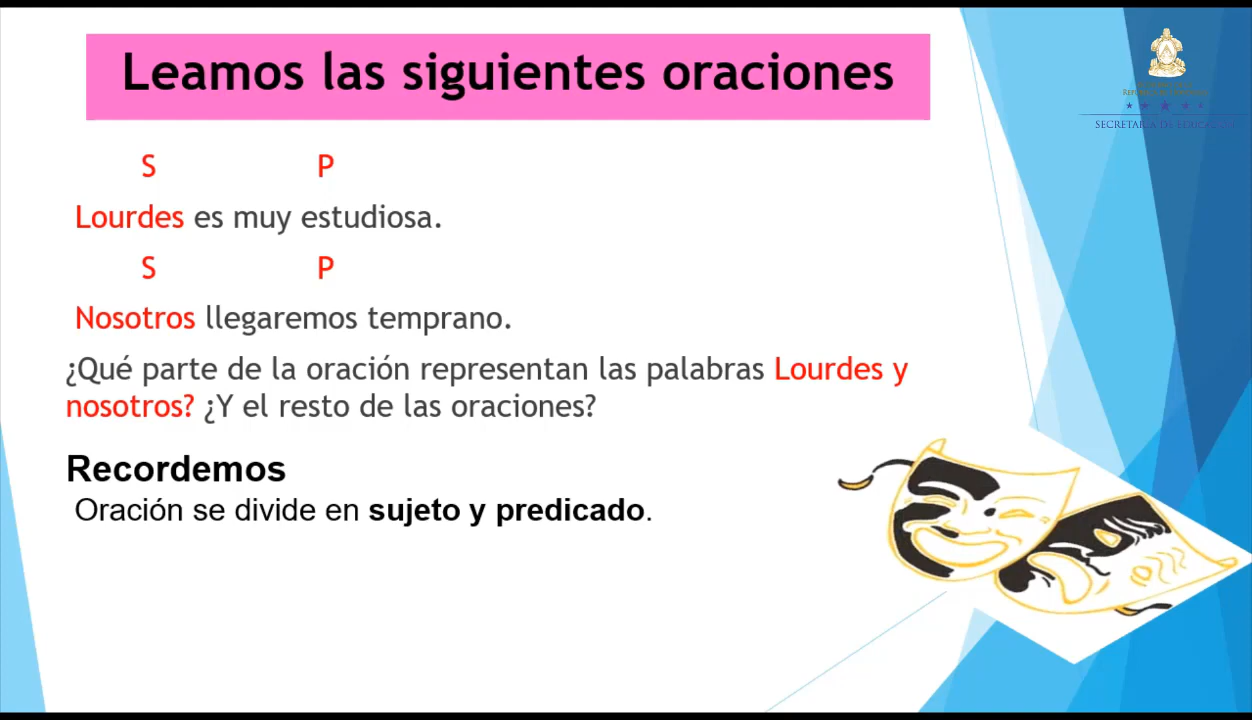 Leamos las siguientes oraciones
S P
Lourdes es muy estudiosa.
S P
Nosotros llegaremos temprano.
¿Qué parte de la oración representan las palabras Lourdes y
nosotros? ¿Y el resto de las oraciones?
Recordemos
Oración se divide en sujeto y predicado.
SECRETARÍA DE EDUCACIÓN